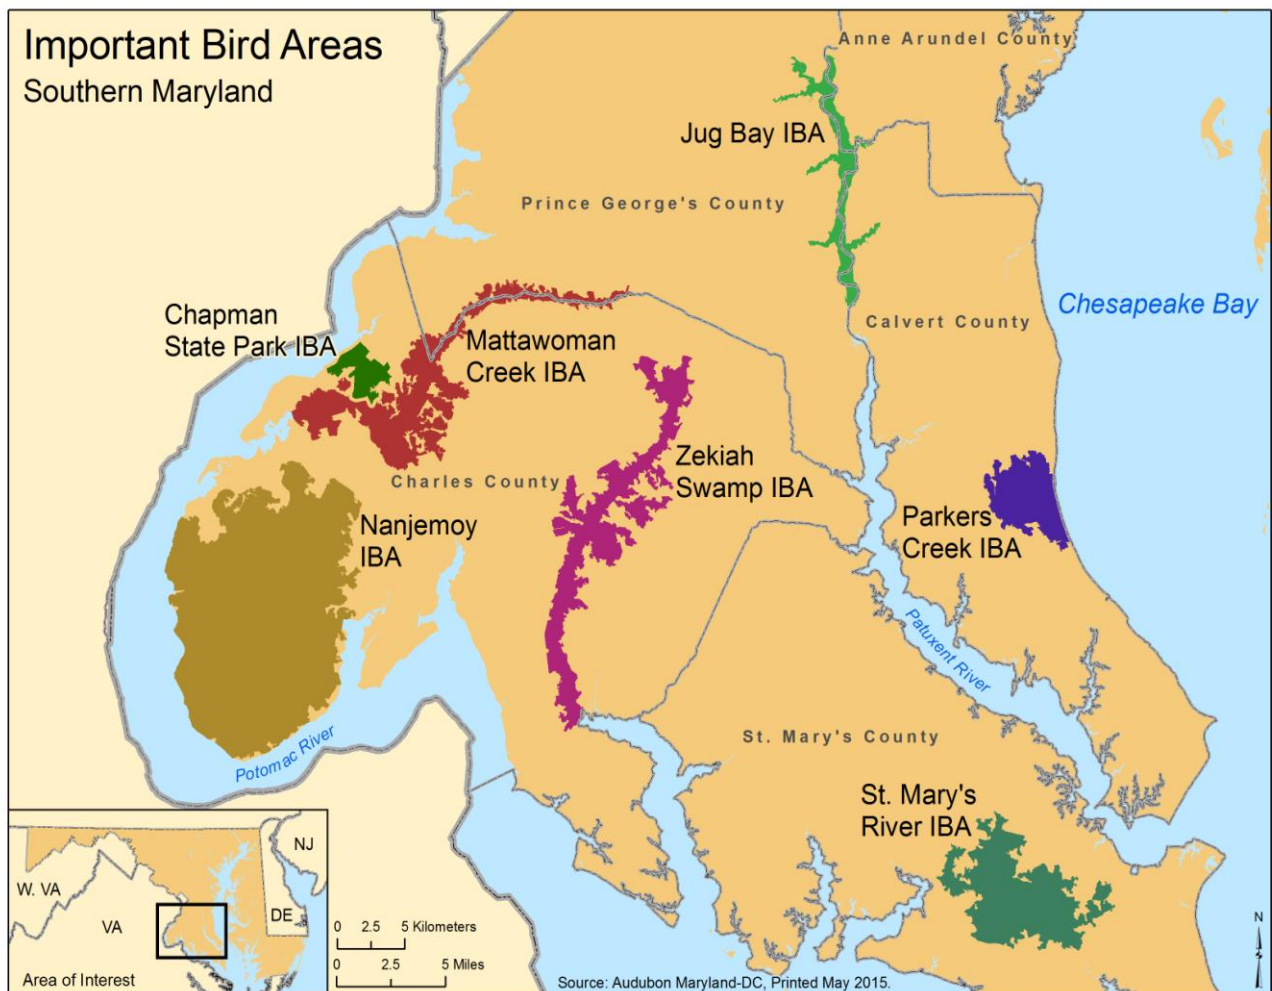 Important Bird Areas
Southern Maryland
Anne Arundel County
Jug Bay IBA
Prince George's County
Chesapeake Bay
Chapman
State Park IBA
Mattawoman
Creek IBA
Calvert County
Zekiah
Swamp IBA
Charles County
Nanjemoy
IBA
Parkers
Creek IBA
Patuxent River
Potomac River
St. Mary's County
St. Mary's
River IBA
NJ
W. VA
DE
VA
Area of Interest
0 2.5 5 Kilometers
0 2.5 5 Miles
Source: Audubon Maryland-DC, Printed May 2015.
N
S